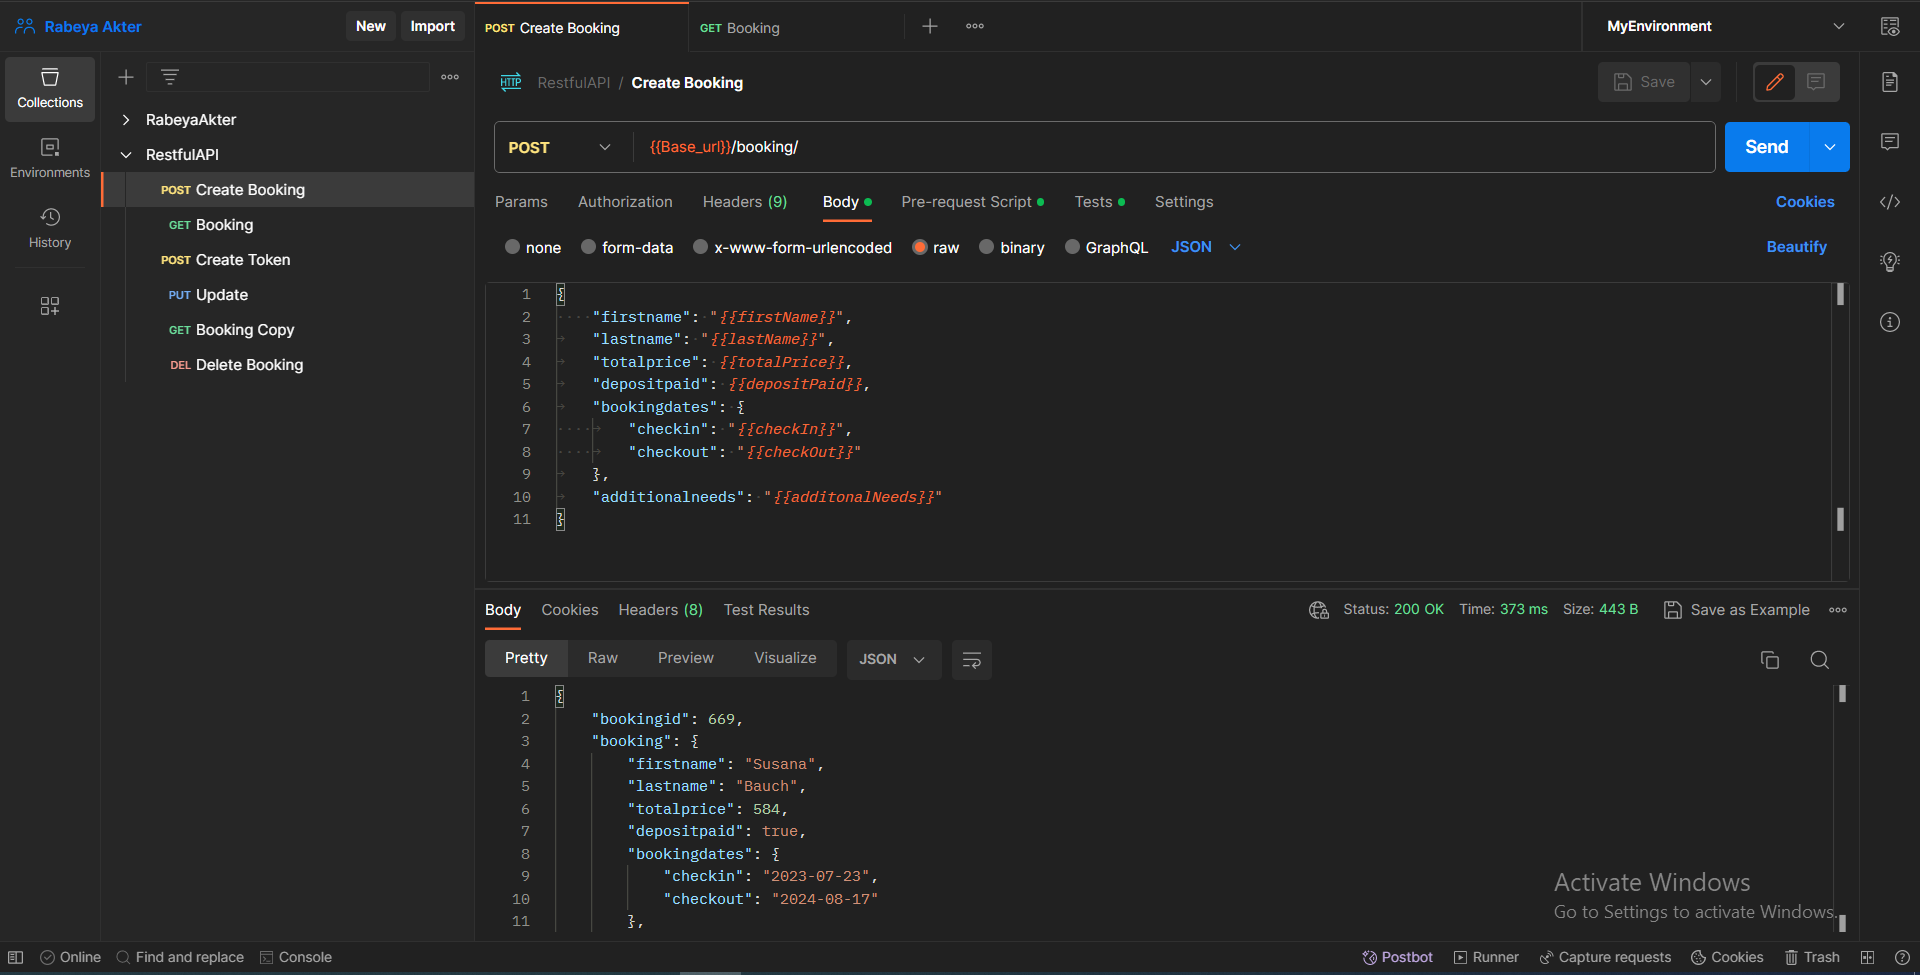 Rabeya Akter
New
Import
POST Create Booking
GET Booking
MyEnvironment
Collections
Environments
History
RabeyaAkter
RestfulAPI
POST Create Booking
GET Booking
POST Create Token
PUT Update
GET Booking Copy
DEL Delete Booking
HTTP RestfulAPI / Create Booking
Save
POST
{{Base_url}}/booking/
Send
Params Authorization Headers (9) Body Pre-request Script Tests Settings
Cookies
none form-data x-www-form-urlencoded raw binary GraphQL JSON
Beautify
1 {
2 "firstname": "{{firstName}}",
3 "lastname": "{{lastName}}",
4 "totalprice": {{totalPrice}},
5 "depositpaid": {{depositPaid}},
6 "bookingdates": {
7 "checkin": "{{checkIn}}",
8 "checkout": "{{checkOut}}"
9 },
10 "additionalneeds": "{{additonalNeeds}}"
11 }
Body Cookies Headers (8) Test Results
Status: 200 OK Time: 373 ms Size: 443 B Save as Example
Pretty Raw Preview Visualize JSON
1 {
2 "bookingid": 669,
3 "booking": {
4 "firstname": "Susana",
5 "lastname": "Bauch",
6 "totalprice": 584,
7 "depositpaid": true,
8 "bookingdates": {
9 "checkin": "2023-07-23",
10 "checkout": "2024-08-17"
11 },
Activate Windows
Go to Settings to activate Windows.
Online Find and replace Console
Postbot Runner Capture requests Cookies Trash